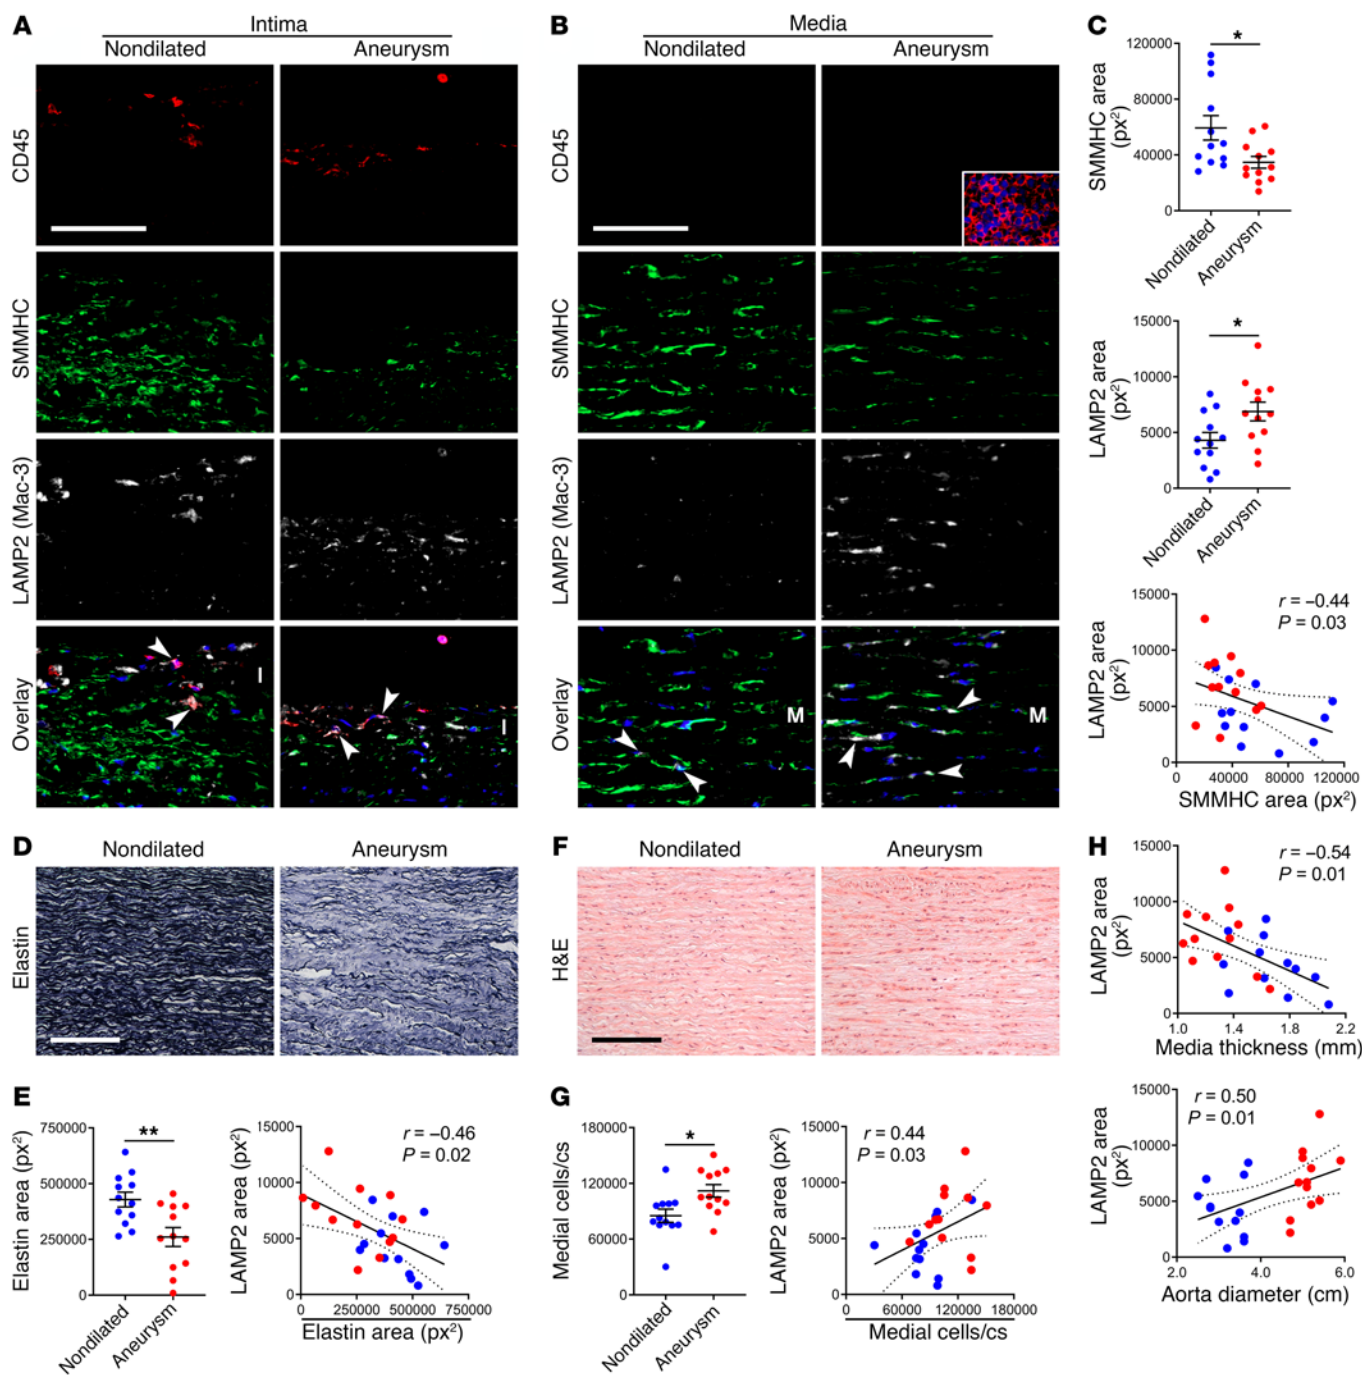 A
Intima
Nondilated
Aneurysm
CD45
SMMHC
LAMP2 (Mac-3)
Overlay
I
I
B
Media
Nondilated
Aneurysm
CD45
SMMHC
LAMP2 (Mac-3)
Overlay
M
M
C
SMMHC area
(px²)
120000
80000
40000
0
*
Nondilated
Aneurysm
LAMP2 area
(px²)
15000
10000
5000
0
*
Nondilated
Aneurysm
LAMP2 area
(px²)
15000
10000
5000
0
r = −0.44
P = 0.03
0
40000
80000
120000
SMMHC area (px²)
D
Nondilated
Aneurysm
Elastin
E
Elastin area (px²)
750000
500000
250000
0
**
Nondilated
Aneurysm
LAMP2 area (px²)
15000
10000
5000
0
r = −0.46
P = 0.02
0
250000
500000
750000
Elastin area (px²)
F
Nondilated
Aneurysm
H&E
G
Medial cells/cs
180000
120000
60000
0
*
Nondilated
Aneurysm
LAMP2 area (px²)
15000
10000
5000
0
r = 0.44
P = 0.03
0
60000
120000
180000
Medial cells/cs
H
LAMP2 area
(px²)
15000
10000
5000
0
r = −0.54
P = 0.01
1.0
1.4
1.8
2.2
Media thickness (mm)
LAMP2 area
(px²)
15000
10000
5000
0
r = 0.50
P = 0.01
2.0
4.0
6.0
Aorta diameter (cm)